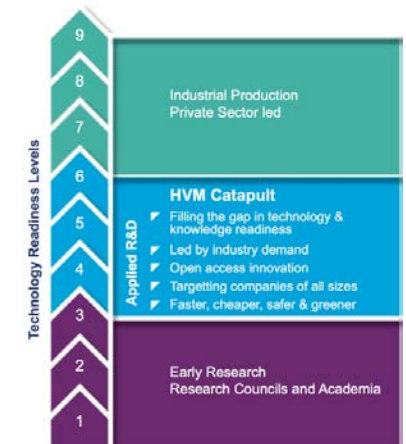 Technology Readiness Levels
9
8
7
6
5
4
3
2
1
Industrial Production
Private Sector led
Applied R&D
HVM Catapult
Filling the gap in technology &
knowledge readiness
Led by industry demand
Open access innovation
Targetting companies of all sizes
Faster, cheaper, safer & greener
Early Research
Research Councils and Academia